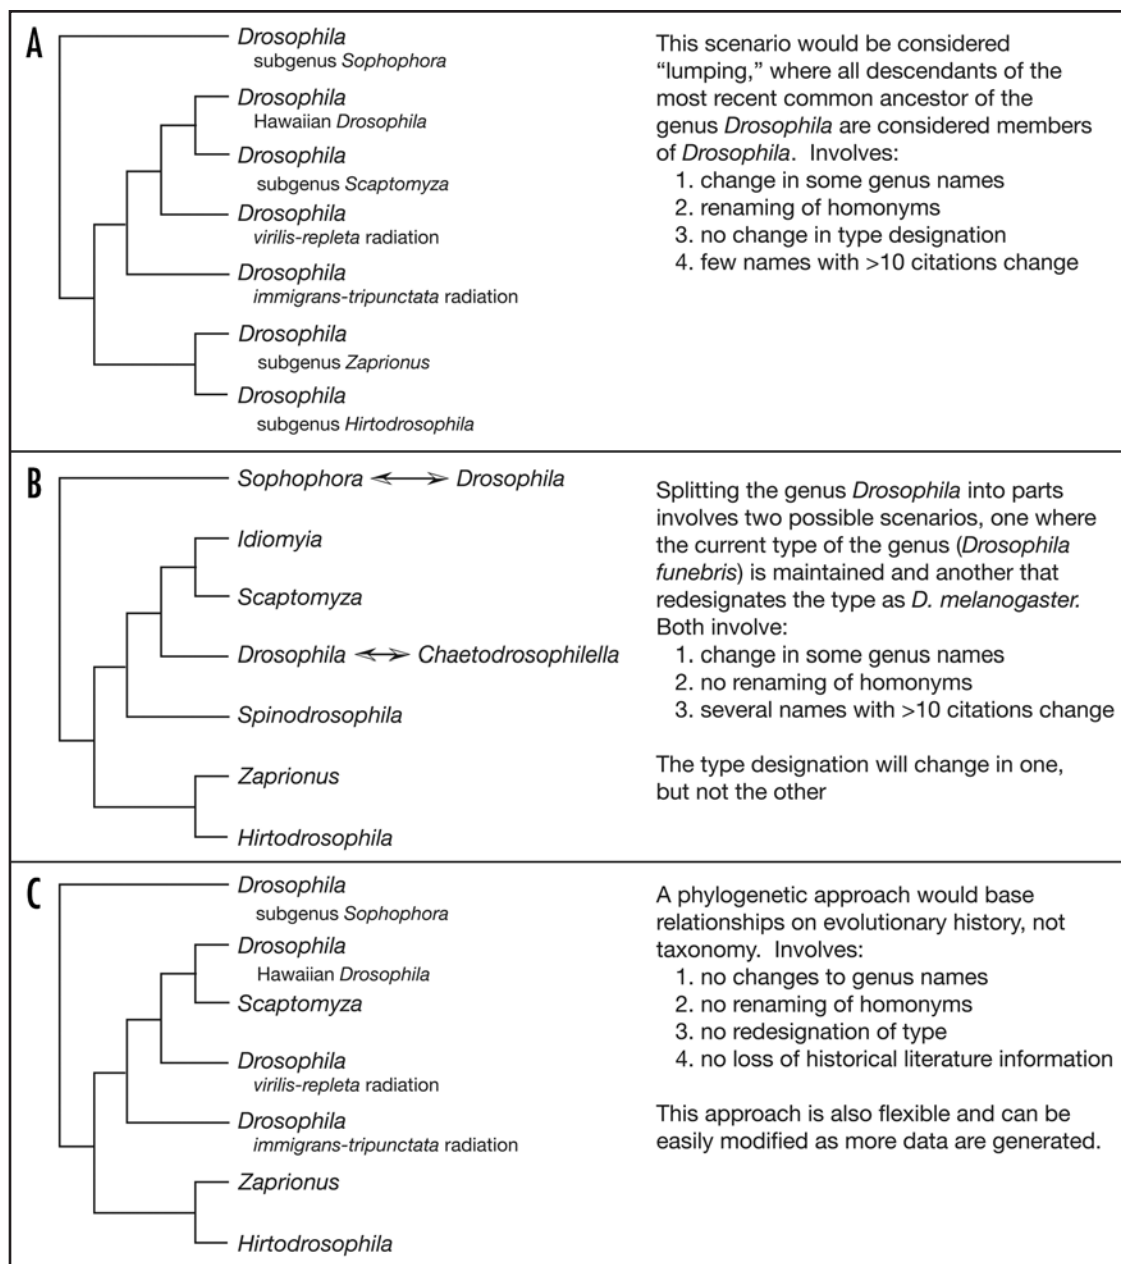 A
Drosophila
subgenus Sophophora
Drosophila
Hawaiian Drosophila
Drosophila
subgenus Scaptomyza
Drosophila
virilis-repleta radiation
Drosophila
immigrans-tripunctata radiation
Drosophila
subgenus Zaprionus
Drosophila
subgenus Hirtodrosophila
This scenario would be considered
“lumping,” where all descendants of the
most recent common ancestor of the
genus Drosophila are considered members
of Drosophila.  Involves:
1. change in some genus names
2. renaming of homonyms
3. no change in type designation
4. few names with >10 citations change
B
Sophophora Drosophila
Idiomyia
Scaptomyza
Drosophila Chaetodrosophilella
Spinodrosophila
Zaprionus
Hirtodrosophila
Splitting the genus Drosophila into parts
involves two possible scenarios, one where
the current type of the genus (Drosophila
funebris) is maintained and another that
redesignates the type as D. melanogaster.
Both involve:
1. change in some genus names
2. no renaming of homonyms
3. several names with >10 citations change
The type designation will change in one,
but not the other
C
Drosophila
subgenus Sophophora
Drosophila
Hawaiian Drosophila
Scaptomyza
Drosophila
virilis-repleta radiation
Drosophila
immigrans-tripunctata radiation
Zaprionus
Hirtodrosophila
A phylogenetic approach would base
relationships on evolutionary history, not
taxonomy.  Involves:
1. no changes to genus names
2. no renaming of homonyms
3. no redesignation of type
4. no loss of historical literature information
This approach is also flexible and can be
easily modified as more data are generated.